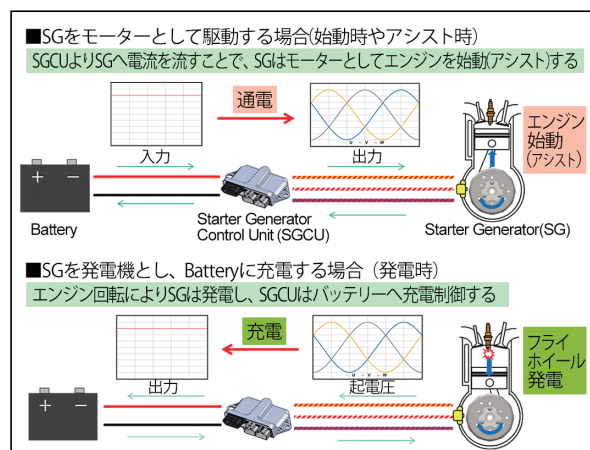 ■SGをモーターとして駆動する場合(始動時やアシスト時)
SGCUよりSGへ電流を流すことで、SGはモーターとしてエンジンを始動(アシスト)する
通電
入力
出力
U - V - W
エンジン
始動
(アシスト)
+ −
Battery
Starter Generator
Control Unit (SGCU)
Starter Generator(SG)
■SGを発電機とし、Batteryに充電する場合（発電時）
エンジン回転によりSGは発電し、SGCUはバッテリーへ充電制御する
充電
出力
起電圧
U - V - W
フライ
ホイール
発電
+ −